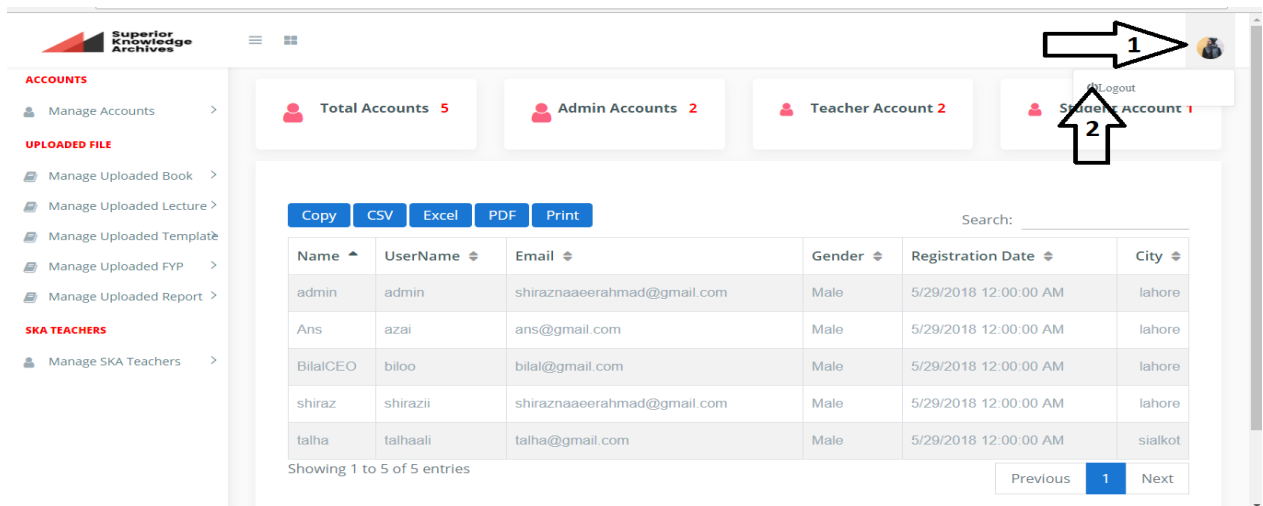 Superior
Knowledge
Archives
1
ACCOUNTS
Manage Accounts
UPLOADED FILE
Manage Uploaded Book
Manage Uploaded Lecture
Manage Uploaded Template
Manage Uploaded FYP
Manage Uploaded Report
SKA TEACHERS
Manage SKA Teachers
Logout
2
Total Accounts 5
Admin Accounts 2
Teacher Account 2
Student Account 1
Copy CSV Excel PDF Print
Search:
Name UserName Email Gender Registration Date City
admin admin shiraznaaeerahmad@gmail.com Male 5/29/2018 12:00:00 AM lahore
Ans azai ans@gmail.com Male 5/29/2018 12:00:00 AM lahore
BilalCEO biloo bilal@gmail.com Male 5/29/2018 12:00:00 AM lahore
shiraz shirazii shiraznaaeerahmad@gmail.com Male 5/29/2018 12:00:00 AM lahore
talha talhaali talha@gmail.com Male 5/29/2018 12:00:00 AM sialkot
Showing 1 to 5 of 5 entries
Previous 1 Next